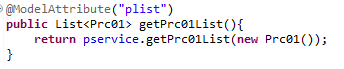 @ModelAttribute("plist")
public List<Prc01> getPrc01List(){
    return pservice.getPrc01List(new Prc01());
}